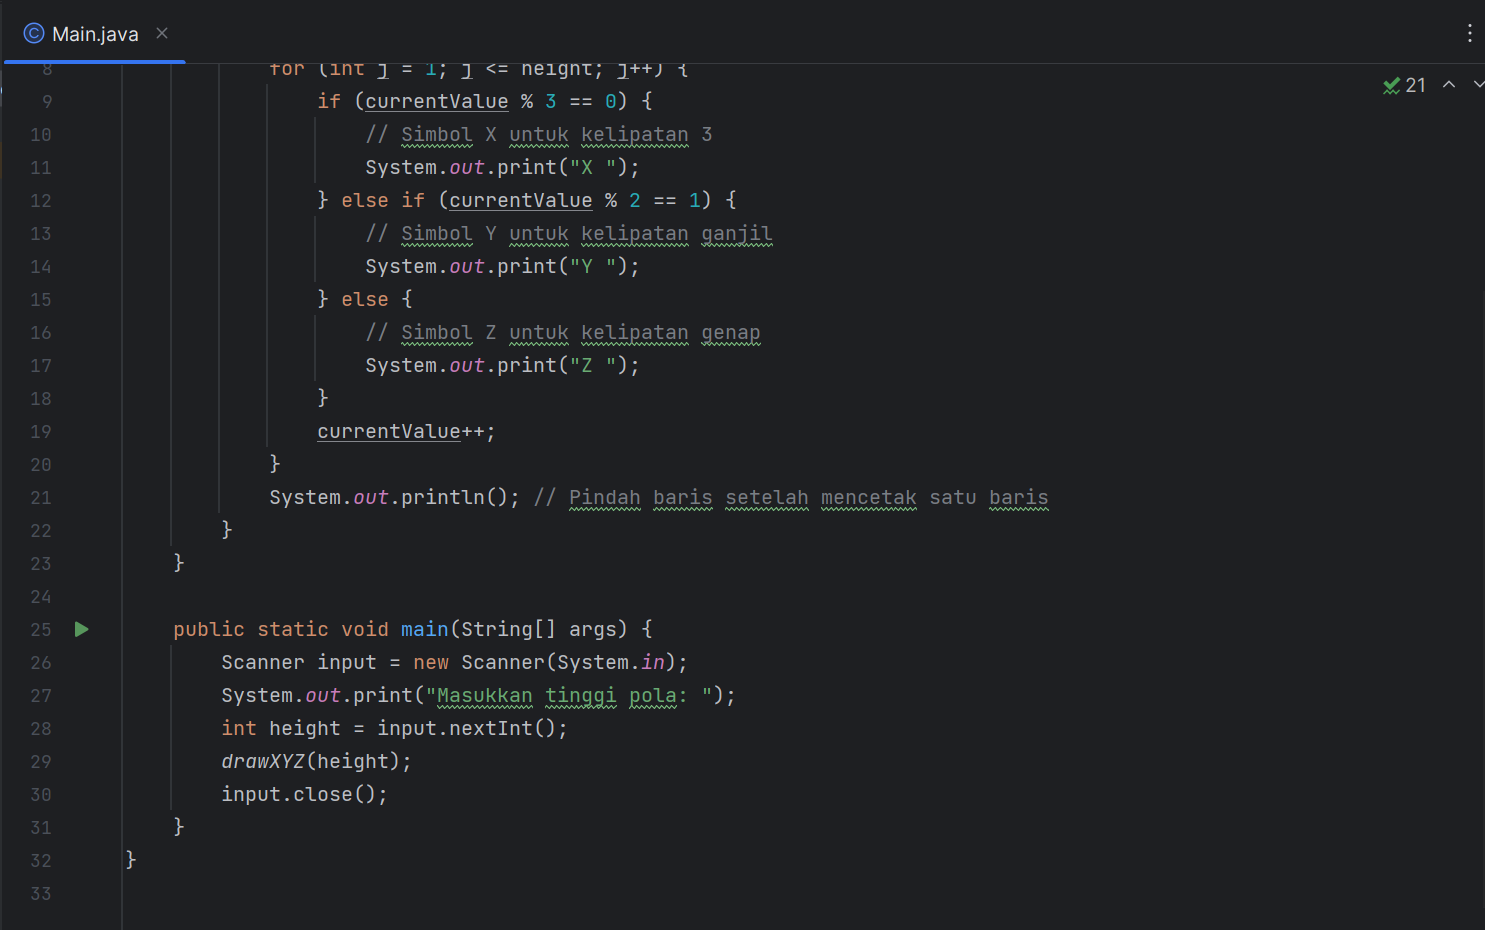 Main.java
21
8 for (int j = 1; j <= height; j++) {
9 if (currentValue % 3 == 0) {
10 // Simbol X untuk kelipatan 3
11 System.out.print("X ");
12 } else if (currentValue % 2 == 1) {
13 // Simbol Y untuk kelipatan ganjil
14 System.out.print("Y ");
15 } else {
16 // Simbol Z untuk kelipatan genap
17 System.out.print("Z ");
18 }
19 currentValue++;
20 }
21 System.out.println(); // Pindah baris setelah mencetak satu baris
22 }
23 }
24
25 public static void main(String[] args) {
26 Scanner input = new Scanner(System.in);
27 System.out.print("Masukkan tinggi pola: ");
28 int height = input.nextInt();
29 drawXYZ(height);
30 input.close();
31 }
32 }
33